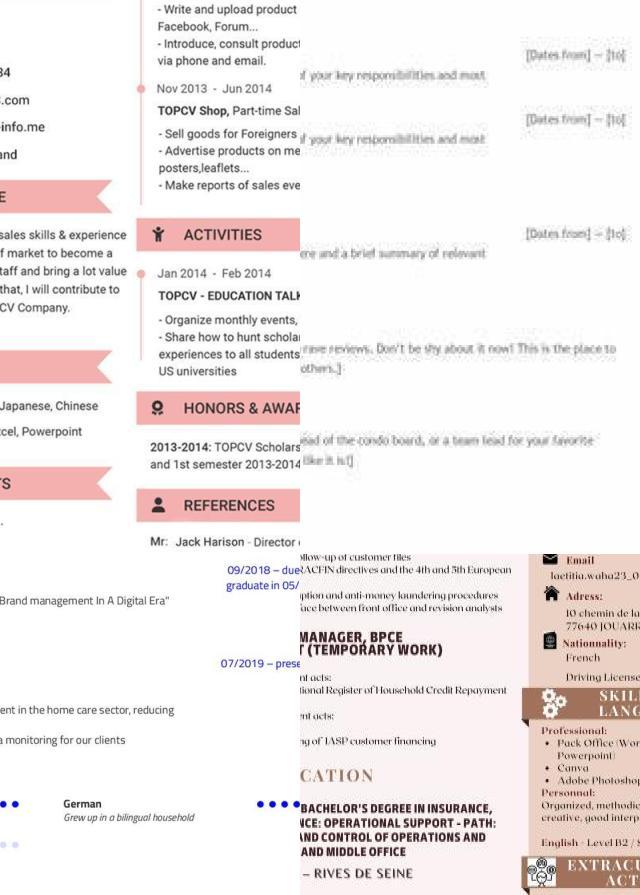 34
.com
info.me
and
E
sales skills & experience
f market to become a
taff and bring a lot value
that, I will contribute to
CV Company.
Japanese, Chinese
cel, Powerpoint
TS
- Write and upload product
Facebook, Forum...
- Introduce, consult product
via phone and email.
Nov 2013 - Jun 2014
TOPCV Shop, Part-time Sal
- Sell goods for Foreigners
- Advertise products on me
posters,leaflets...
- Make reports of sales eve
ACTIVITIES
Jan 2014 - Feb 2014
TOPCV - EDUCATION TALK
- Organize monthly events,
- Share how to hunt schola
experiences to all students
US universities
HONORS & AWAR
2013-2014: TOPCV Scholars
and 1st semester 2013-2014
REFERENCES
Mr: Jack Harison - Director
[Dates from] – [to]
f your key responsibilities and most
[Dates from] – [to]
f your key responsibilities and most
[Dates from] – [to]
ere and a brief summary of relevant
rave reviews. Don't be shy about it now! This is the place to
others.]
ead of the condo board, or a team lead for your favorite
like it is!]
09/2018 – due
graduate in 05/
Brand management In A Digital Era"
07/2019 – prese
ent in the home care sector, reducing
a monitoring for our clients
German
Grew up in a bilingual household
llow-up of customer files
RACFIN directives and the 4th and 5th European
ption and anti-money laundering procedures
face between front office and revision analysts
MANAGER, BPCE
T (TEMPORARY WORK)
nt acts:
tional Register of Household Credit Repayment
nt acts:
ng of IASP customer financing
CATION
BACHELOR'S DEGREE IN INSURANCE,
NCE: OPERATIONAL SUPPORT - PATH:
AND CONTROL OF OPERATIONS AND
AND MIDDLE OFFICE
– RIVES DE SEINE
Email
laetitia.waha23_0
Adress:
10 chemin de la
77640 JOUARR
Nationnality:
French
Driving License
SKILL
LANG
Professional:
• Pack Office (Wor
Powerpoint)
• Canva
• Adobe Photoshop
Personnal:
Organized, methodic
creative, good interp
English - Level B2 / S
EXTRACU
ACT